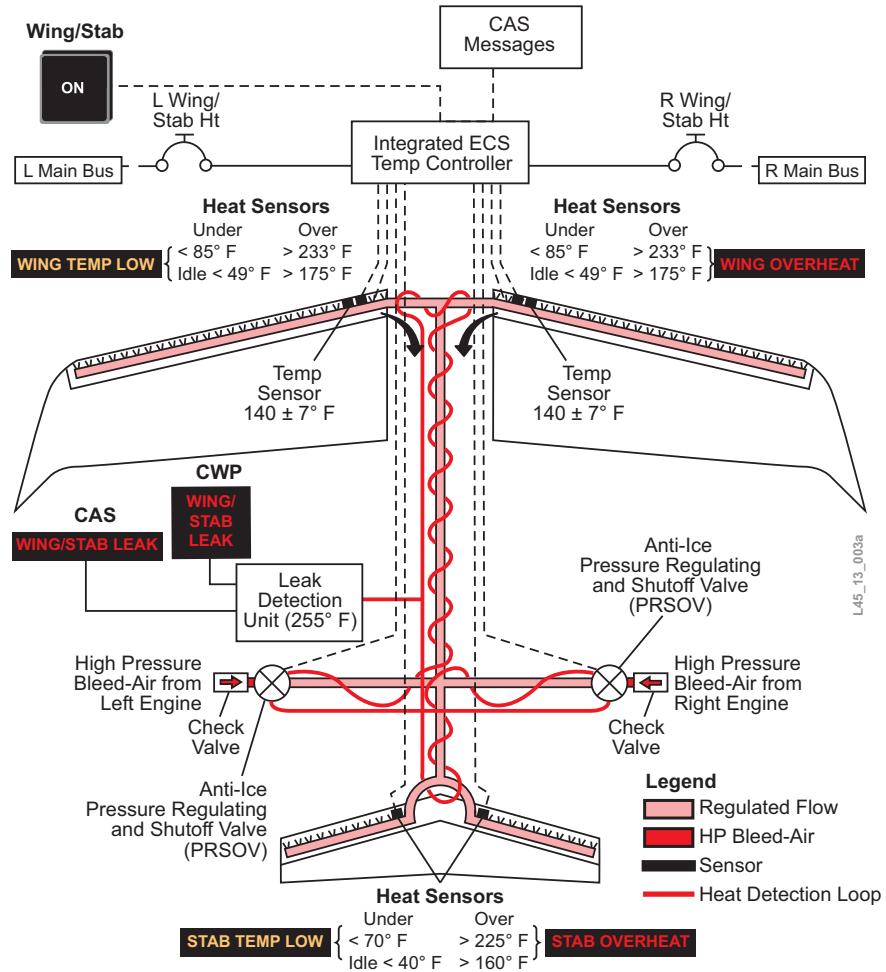 Wing/Stab
ON
CAS
Messages
L Wing/
Stab Ht
R Wing/
Stab Ht
Integrated ECS
Temp Controller
L Main Bus
R Main Bus
Heat Sensors
Under Over
< 85° F > 233° F
Idle < 49° F > 175° F
WING TEMP LOW
Heat Sensors
Under Over
< 85° F > 233° F
Idle < 49° F > 175° F
WING OVERHEAT
Temp
Sensor
140 ± 7° F
Temp
Sensor
140 ± 7° F
CWP
WING/
STAB
LEAK
CAS
WING/STAB LEAK
Leak
Detection
Unit (255° F)
Anti-Ice
Pressure Regulating
and Shutoff Valve
(PRSOV)
L45_13_003a
High Pressure
Bleed-Air from
Left Engine
Check
Valve
High Pressure
Bleed-Air from
Right Engine
Check
Valve
Anti-Ice
Pressure Regulating
and Shutoff Valve
(PRSOV)
Legend
Regulated Flow
HP Bleed-Air
Sensor
Heat Detection Loop
Heat Sensors
Under Over
< 70° F > 225° F
Idle < 40° F > 160° F
STAB TEMP LOW
STAB OVERHEAT